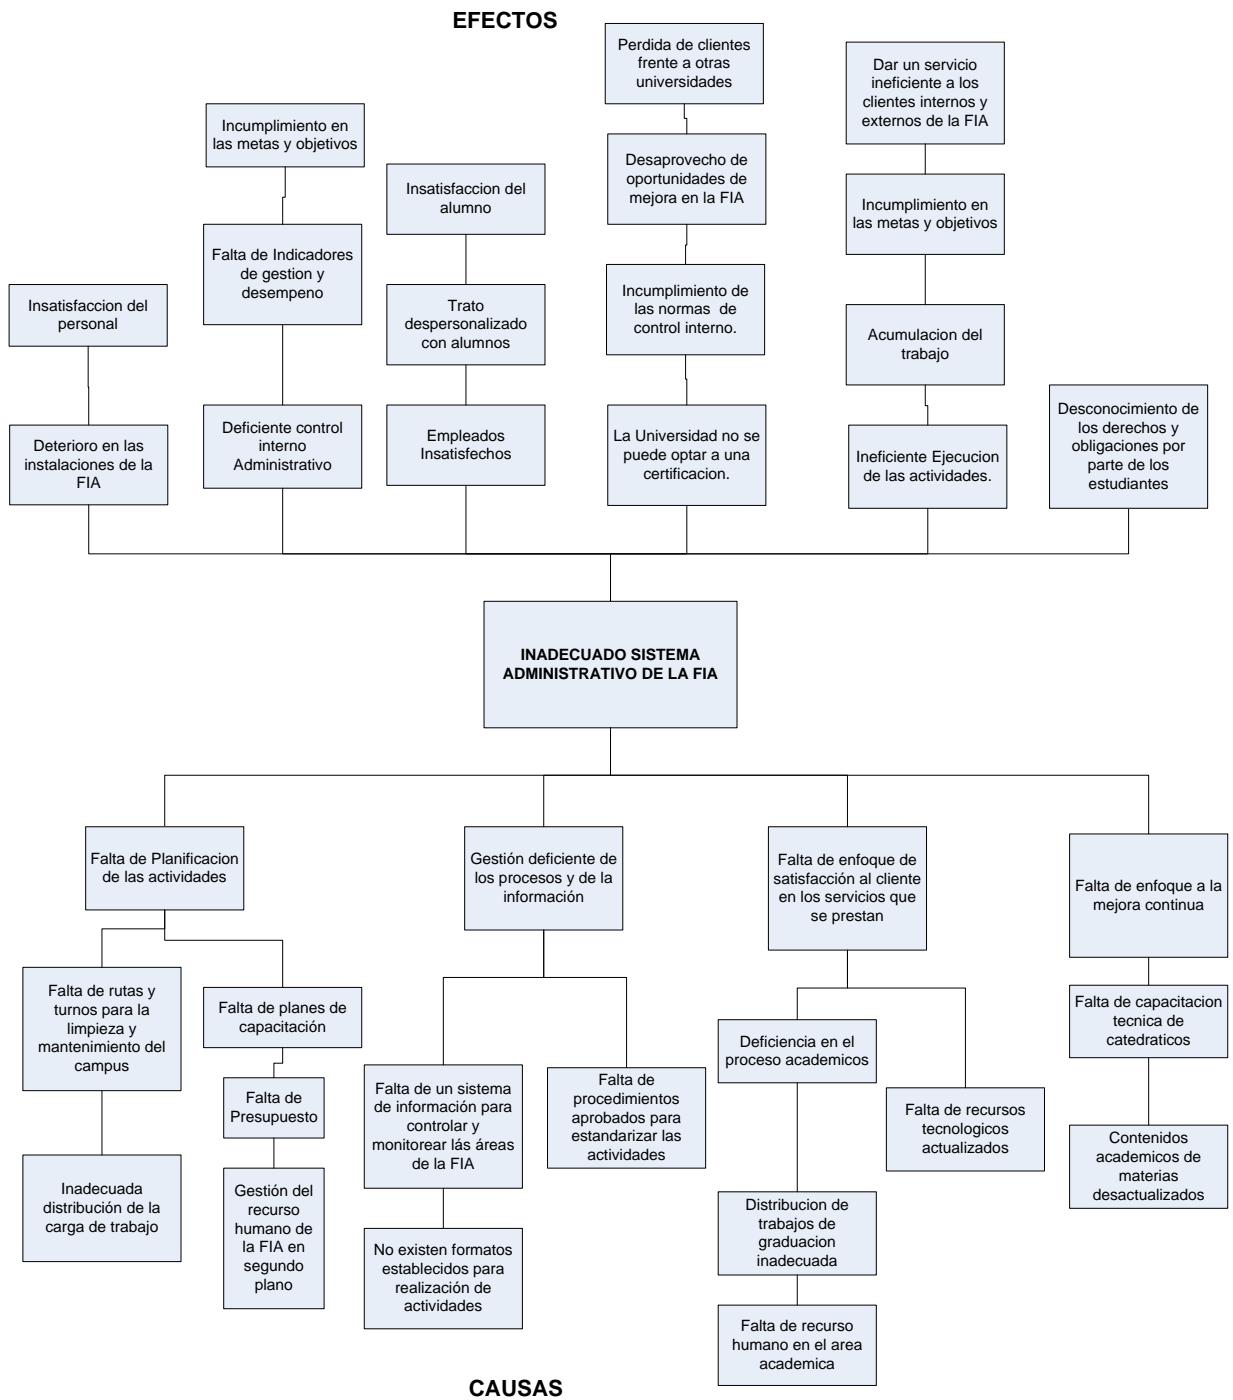 EFECTOS
Perdida de clientes
frente a otras
universidades
Dar un servicio
ineficiente a los
clientes internos y
externos de la FIA
Incumplimiento en
las metas y objetivos
Desaprovecho de
oportunidades de
mejora en la FIA
Insatisfaccion del
alumno
Incumplimiento en
las metas y objetivos
Falta de Indicadores
de gestion y
desempeno
Insatisfaccion del
personal
Trato
despersonalizado
con alumnos
Incumplimiento de
las normas de
control interno.
Acumulacion del
trabajo
Deterioro en las
instalaciones de la
FIA
Deficiente control
interno
Administrativo
Empleados
Insatisfechos
La Universidad no se
puede optar a una
certificacion.
Ineficiente Ejecucion
de las actividades.
Desconocimiento de
los derechos y
obligaciones por
parte de los
estudiantes
INADECUADO SISTEMA
ADMINISTRATIVO DE LA FIA
Falta de Planificacion
de las actividades
Gestión deficiente de
los procesos y de la
información
Falta de enfoque de
satisfacción al cliente
en los servicios que
se prestan
Falta de enfoque a la
mejora continua
Falta de rutas y
turnos para la
limpieza y
mantenimiento del
campus
Falta de planes de
capacitación
Falta de
Presupuesto
Falta de un sistema
de información para
controlar y
monitorear lás áreas
de la FIA
Falta de
procedimientos
aprobados para
estandarizar las
actividades
Deficiencia en el
proceso academicos
Falta de recursos
tecnologicos
actualizados
Falta de capacitacion
tecnica de
catedraticos
Contenidos
academicos de
materias
desactualizados
Inadecuada
distribución de la
carga de trabajo
Gestión del
recurso
humano de
la FIA en
segundo
plano
No existen formatos
establecidos para
realización de
actividades
Distribucion de
trabajos de
graduacion
inadecuada
Falta de recurso
humano en el area
academica
CAUSAS